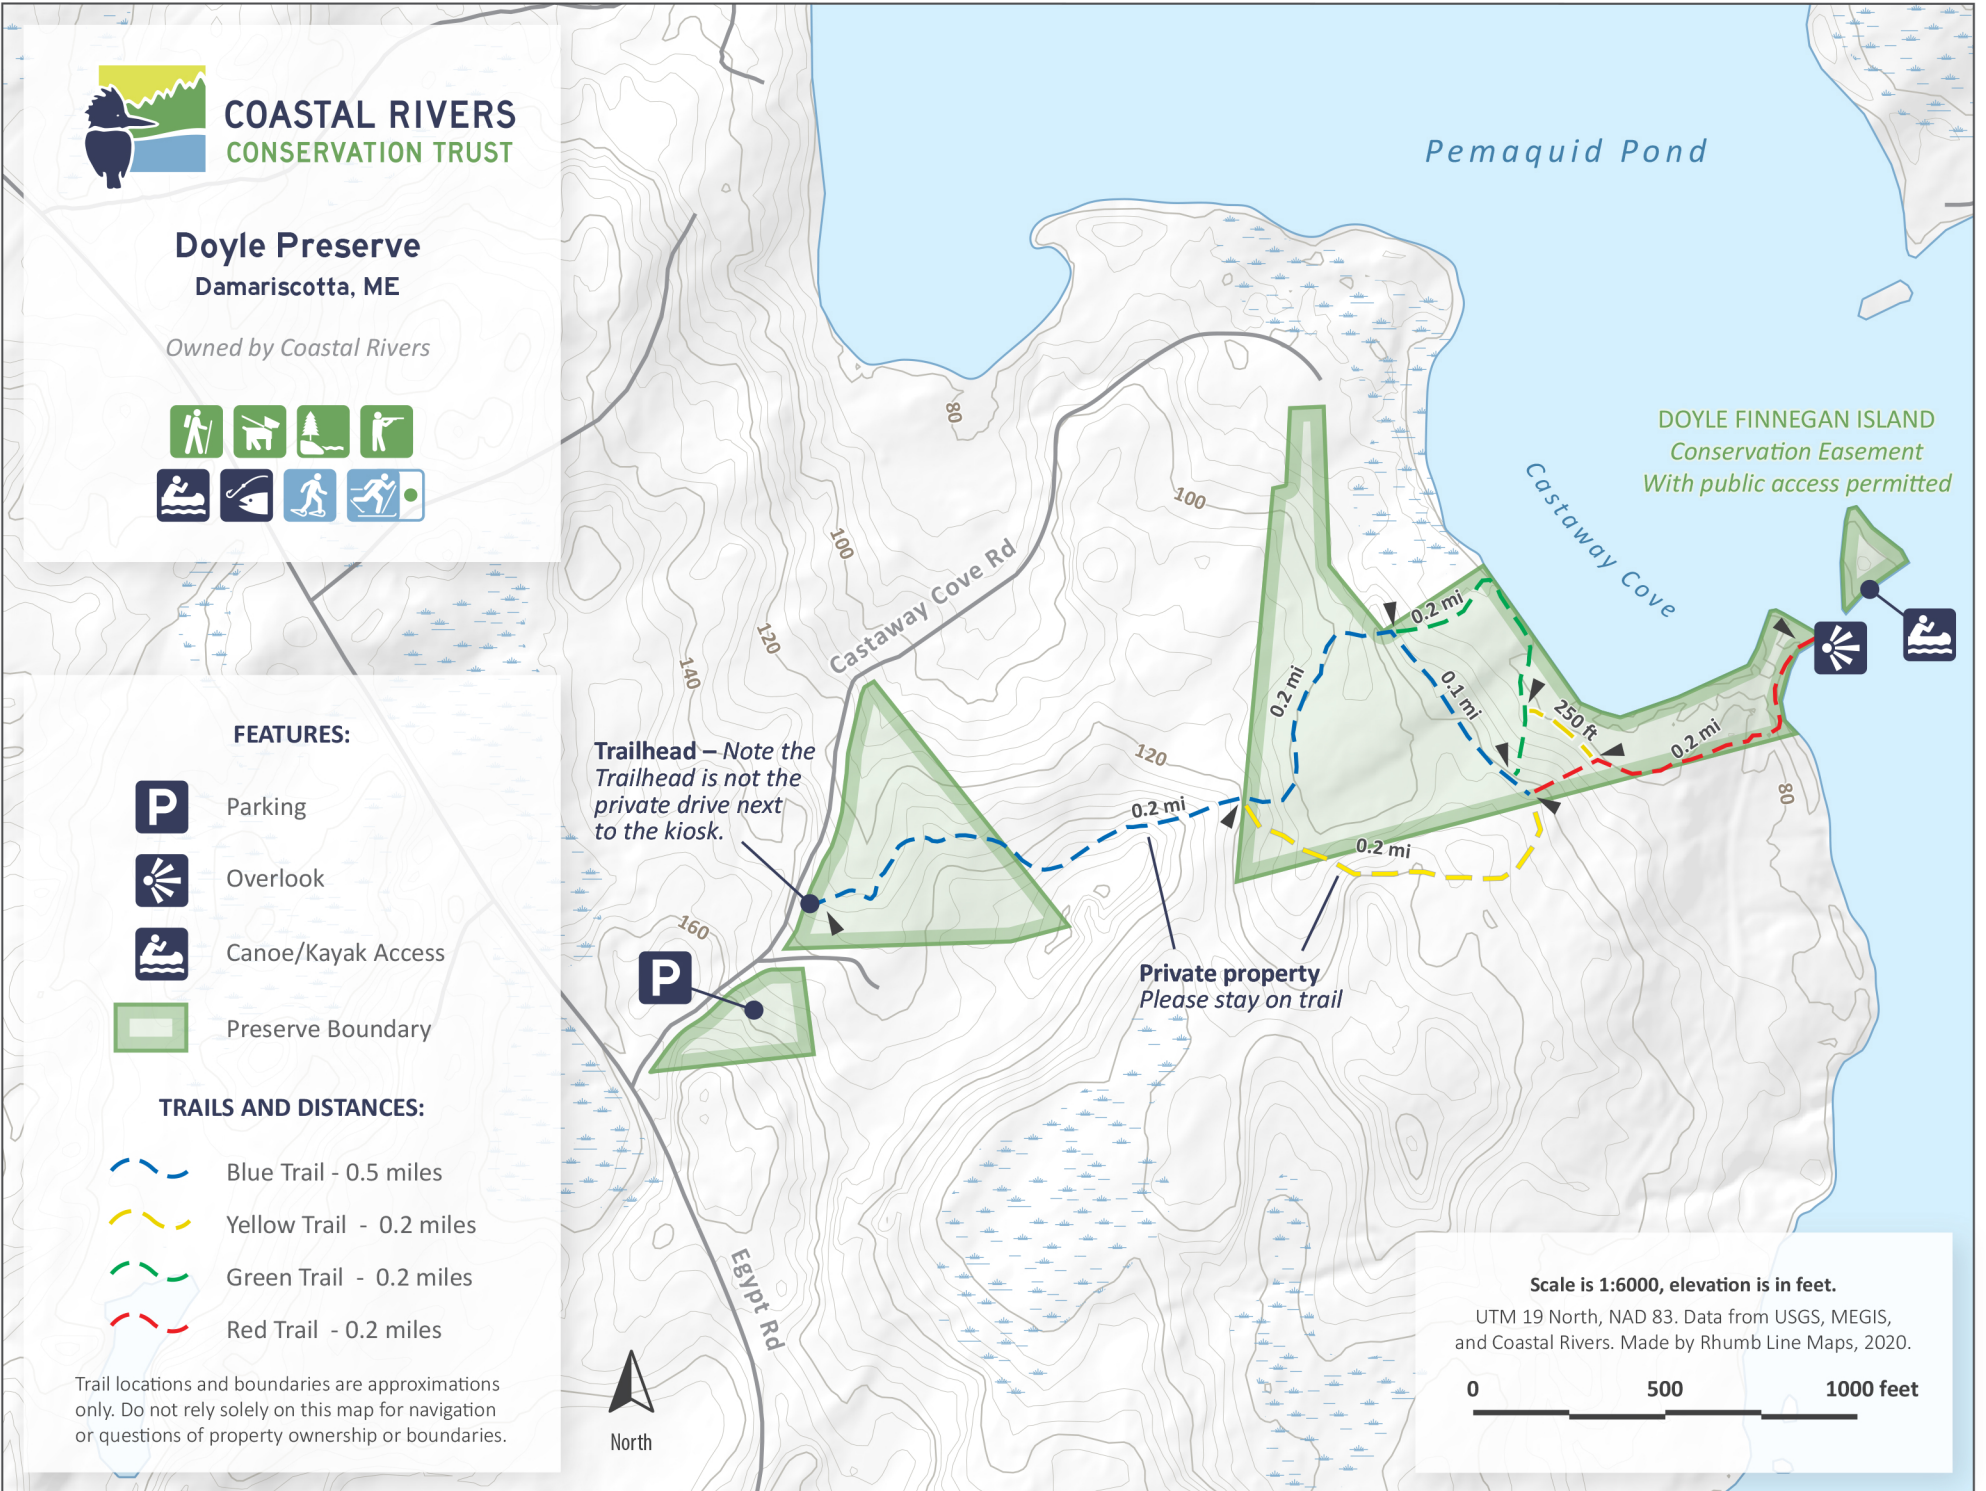 COASTAL RIVERS
CONSERVATION TRUST
Doyle Preserve
Damariscotta, ME
Owned by Coastal Rivers
FEATURES:
P
Parking
Overlook
Canoe/Kayak Access
Preserve Boundary
TRAILS AND DISTANCES:
Blue Trail - 0.5 miles
Yellow Trail - 0.2 miles
Green Trail - 0.2 miles
Red Trail - 0.2 miles
Trail locations and boundaries are approximations
only. Do not rely solely on this map for navigation
or questions of property ownership or boundaries.
Pemaquid Pond
Castaway Cove
DOYLE FINNEGAN ISLAND
Conservation Easement
With public access permitted
80
100
100
120
140
120
160
80
Castaway Cove Rd
Trailhead – Note the
Trailhead is not the
private drive next
to the kiosk.
P
0.2 mi
0.2 mi
0.2 mi
0.1 mi
250 ft
0.2 mi
0.2 mi
Private property
Please stay on trail
Egypt Rd
North
Scale is 1:6000, elevation is in feet.
UTM 19 North, NAD 83. Data from USGS, MEGIS,
and Coastal Rivers. Made by Rhumb Line Maps, 2020.
0 500 1000 feet